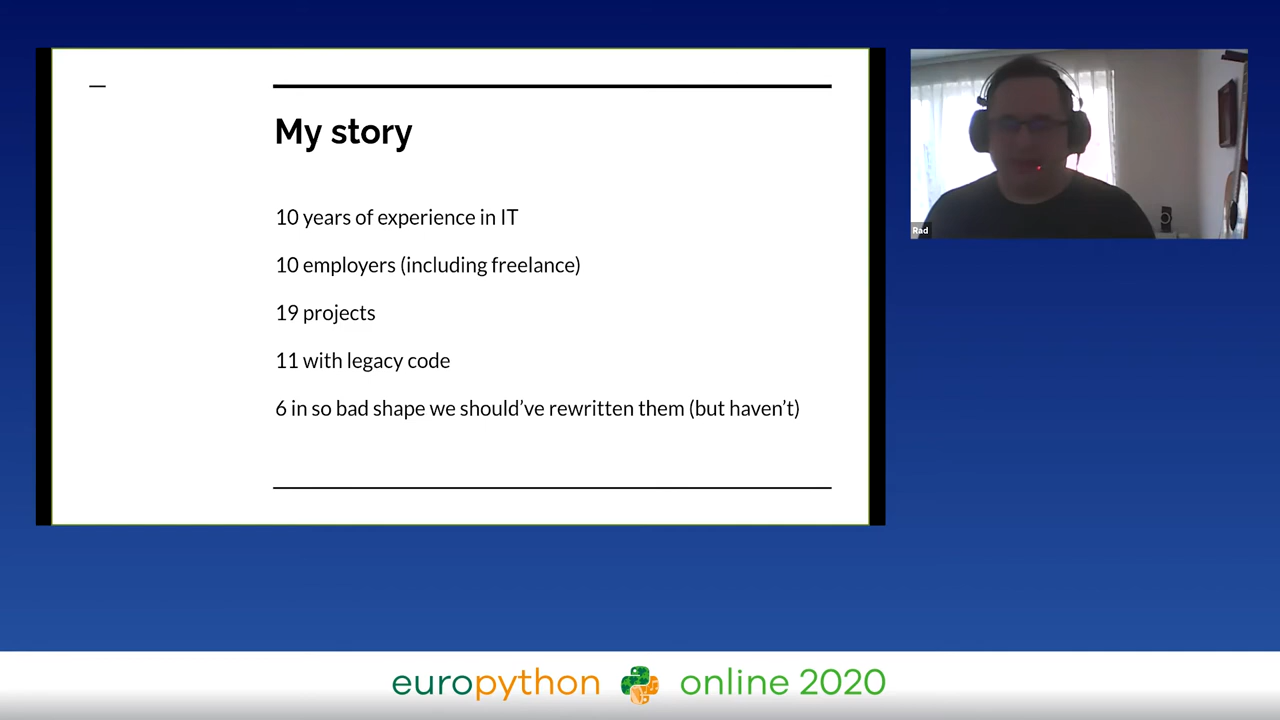 My story
10 years of experience in IT
10 employers (including freelance)
19 projects
11 with legacy code
6 in so bad shape we should’ve rewritten them (but haven’t)
Rad
europython online 2020